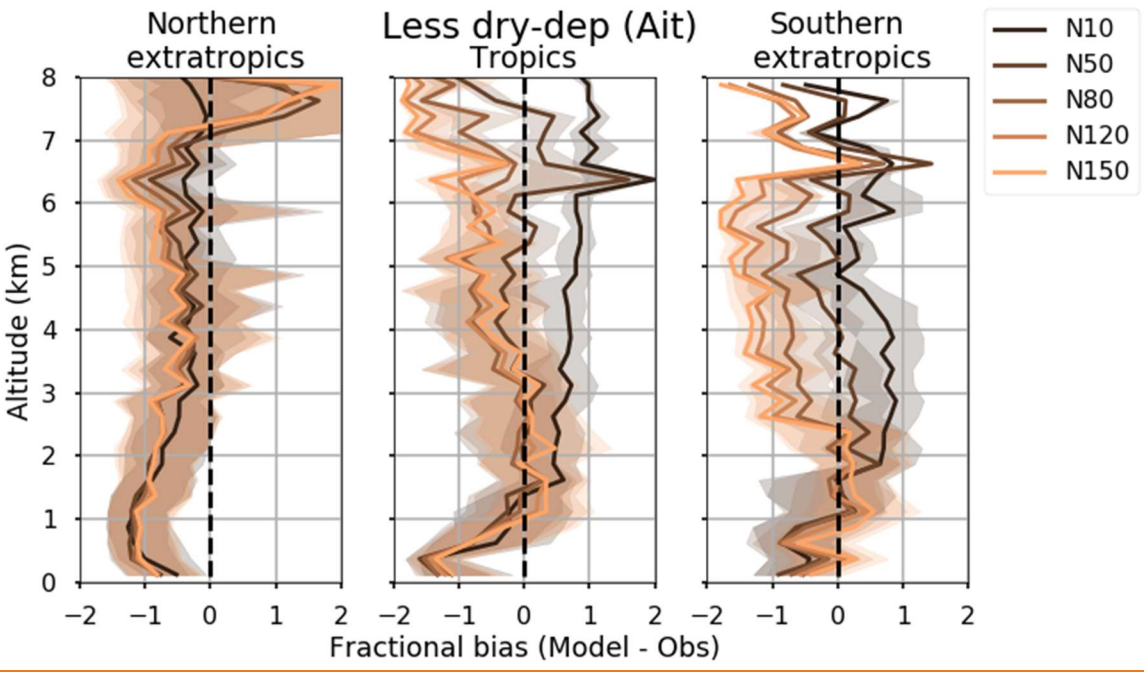 Less dry-dep (Ait)
Northern
extratropics
Tropics
Southern
extratropics
N10
N50
N80
N120
N150
Altitude (km)
8
7
6
5
4
3
2
1
0
−2 −1 0 1 2
−2 −1 0 1 2
−2 −1 0 1 2
Fractional bias (Model - Obs)